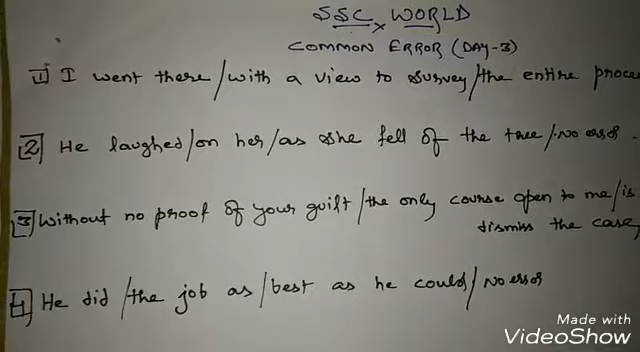 SSC x WORLD
COMMON ERROR (DAY-3)
1) I went there/with a view to survey/the entire proce
2) He laughed/on her/as she fell of the tree/No error.
3) Without no proof of your guilt/the only course open to me/is
dismiss the case,
4) He did/the job as/best as he could/No error
Made with
VideoShow